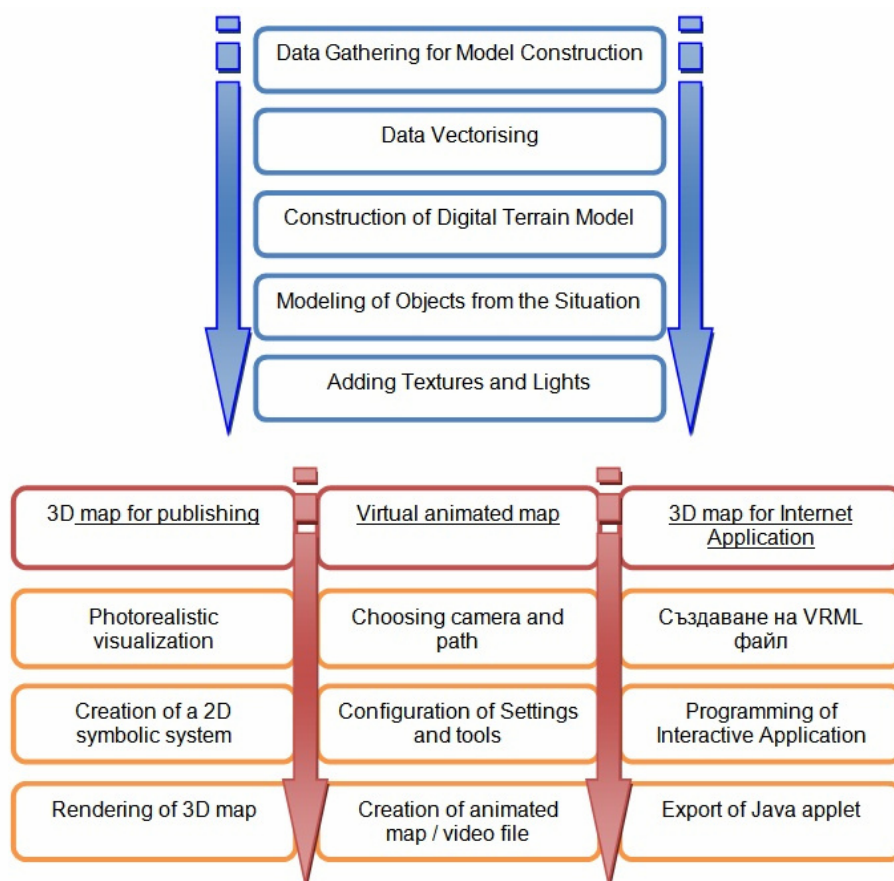 Data Gathering for Model Construction
Data Vectorising
Construction of Digital Terrain Model
Modeling of Objects from the Situation
Adding Textures and Lights
3D map for publishing
Virtual animated map
3D map for Internet
Application
Photorealistic
visualization
Choosing camera and
path
Създаване на VRML
файл
Creation of a 2D
symbolic system
Configuration of Settings
and tools
Programming of
Interactive Application
Rendering of 3D map
Creation of animated
map / video file
Export of Java applet